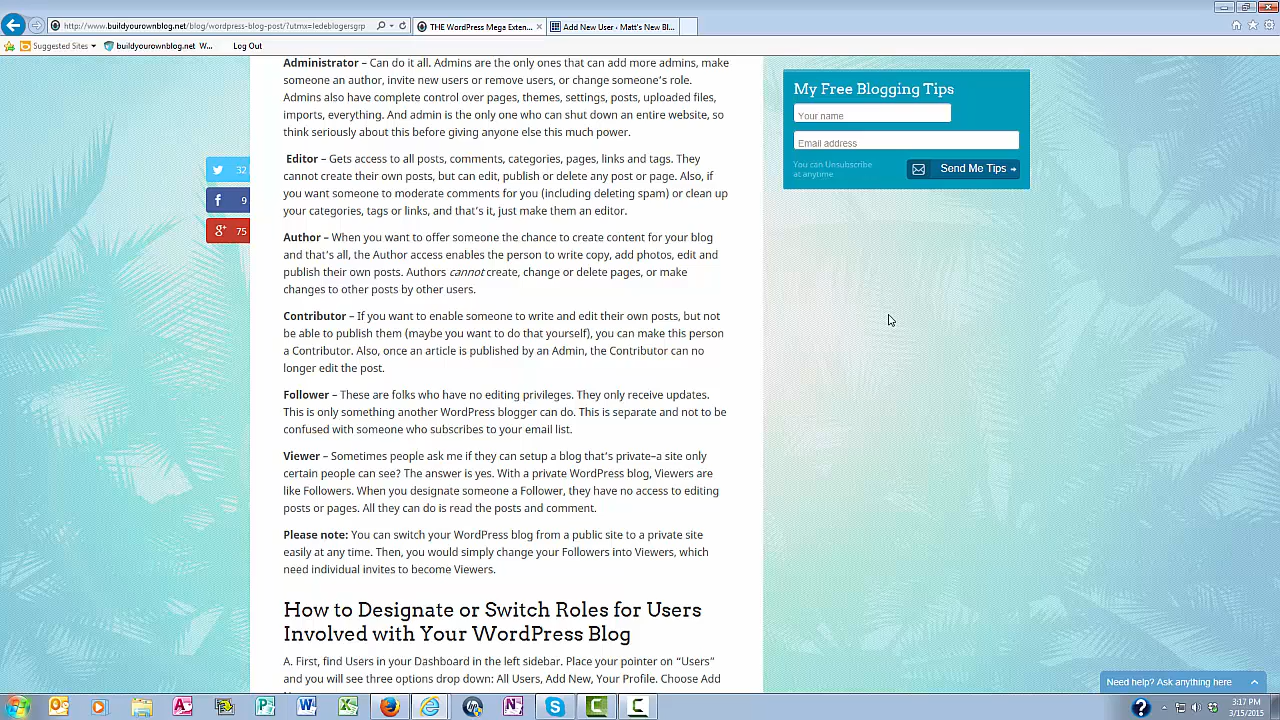 http://www.buildyourownblog.net/blog/wordpress-blog-post/?utmx=ledeblogersgrp
THE WordPress Mega Exten...
Add New User ‹ Matt's New Bl...
Suggested Sites
buildyourownblog.net W...
Log Out
Administrator – Can do it all. Admins are the only ones that can add more admins, make
someone an author, invite new users or remove users, or change someone's role.
Admins also have complete control over pages, themes, settings, posts, uploaded files,
imports, everything. And admin is the only one who can shut down an entire website, so
think seriously about this before giving anyone else this much power.
Editor – Gets access to all posts, comments, categories, pages, links and tags. They
cannot create their own posts, but can edit, publish or delete any post or page. Also, if
you want someone to moderate comments for you (including deleting spam) or clean up
your categories, tags or links, and that's it, just make them an editor.
Author – When you want to offer someone the chance to create content for your blog
and that's all, the Author access enables the person to write copy, add photos, edit and
publish their own posts. Authors cannot create, change or delete pages, or make
changes to other posts by other users.
Contributor – If you want to enable someone to write and edit their own posts, but not
be able to publish them (maybe you want to do that yourself), you can make this person
a Contributor. Also, once an article is published by an Admin, the Contributor can no
longer edit the post.
Follower – These are folks who have no editing privileges. They only receive updates.
This is only something another WordPress blogger can do. This is separate and not to be
confused with someone who subscribes to your email list.
Viewer – Sometimes people ask me if they can setup a blog that's private–a site only
certain people can see? The answer is yes. With a private WordPress blog, Viewers are
like Followers. When you designate someone a Follower, they have no access to editing
posts or pages. All they can do is read the posts and comment.
Please note: You can switch your WordPress blog from a public site to a private site
easily at any time. Then, you would simply change your Followers into Viewers, which
need individual invites to become Viewers.
How to Designate or Switch Roles for Users
Involved with Your WordPress Blog
A. First, find Users in your Dashboard in the left sidebar. Place your pointer on “Users”
and you will see three options drop down: All Users, Add New, Your Profile. Choose Add
32
9
75
My Free Blogging Tips
Your name
Email address
You can Unsubscribe
at anytime
Send Me Tips
Need help? Ask anything here
3:17 PM
3/15/2015